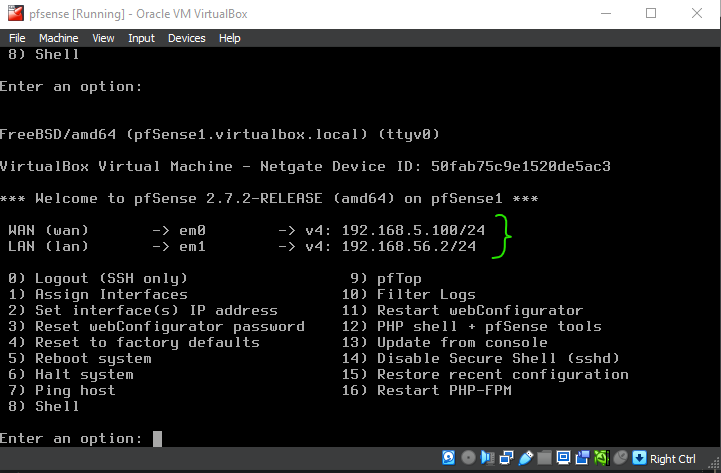 pfsense [Running] - Oracle VM VirtualBox
File Machine View Input Devices Help
8) Shell
Enter an option:
FreeBSD/amd64 (pfSense1.virtualbox.local) (ttyv0)
VirtualBox Virtual Machine - Netgate Device ID: 50fab75c9e1520de5ac3
*** Welcome to pfSense 2.7.2-RELEASE (amd64) on pfSense1 ***
WAN (wan) -> em0 -> v4: 192.168.5.100/24
LAN (lan) -> em1 -> v4: 192.168.56.2/24
0) Logout (SSH only) 9) pfTop
1) Assign Interfaces 10) Filter Logs
2) Set interface(s) IP address 11) Restart webConfigurator
3) Reset webConfigurator password 12) PHP shell + pfSense tools
4) Reset to factory defaults 13) Update from console
5) Reboot system 14) Disable Secure Shell (sshd)
6) Halt system 15) Restore recent configuration
7) Ping host 16) Restart PHP-FPM
8) Shell
Enter an option:
Right Ctrl